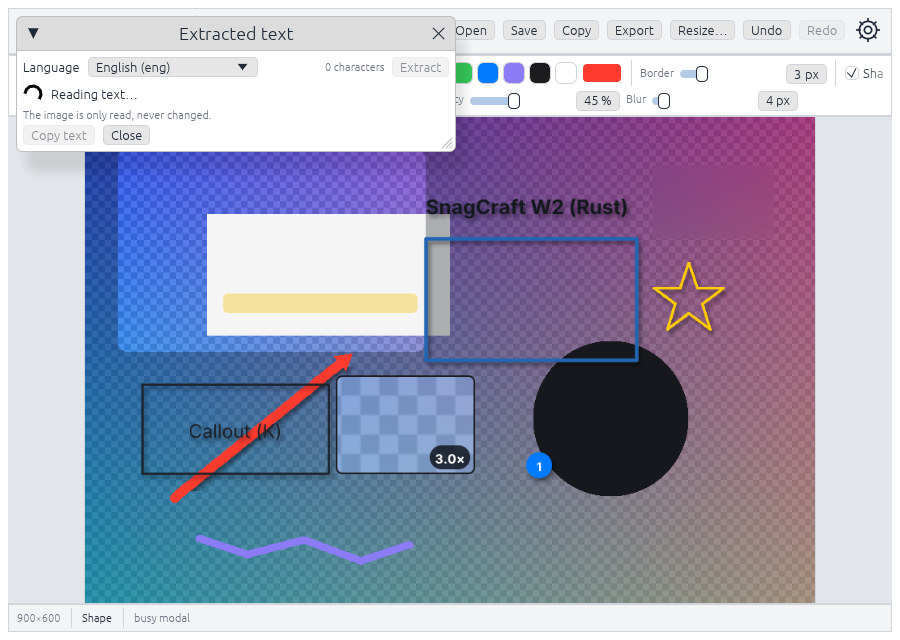 Extracted text
Language English (eng) 0 characters Extract
Reading text...
The image is only read, never changed.
Copy text Close
Open Save Copy Export Resize... Undo Redo
Border 3 px Sha
cy 45 % Blur 4 px
SnagCraft W2 (Rust)
Callout (K)
3.0×
1
900×600 Shape busy modal